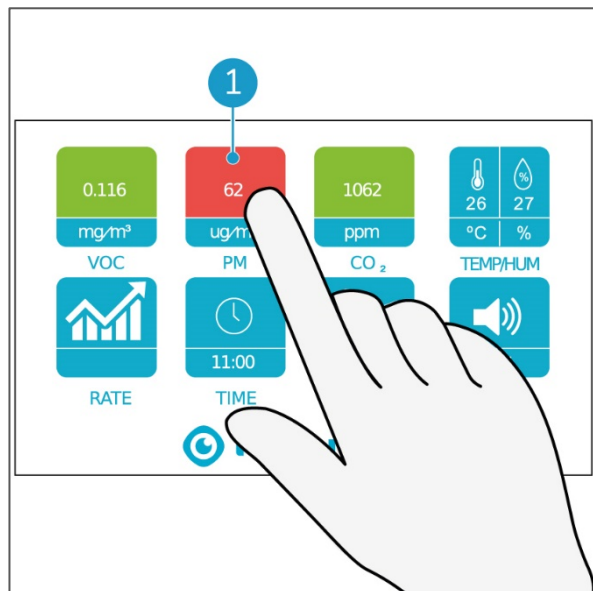 1
0.116
62
1062
%
26
27
mg/m³
ppm
°C
%
VOC
PM
CO₂
TEMP/HUM
11:00
RATE
TIME